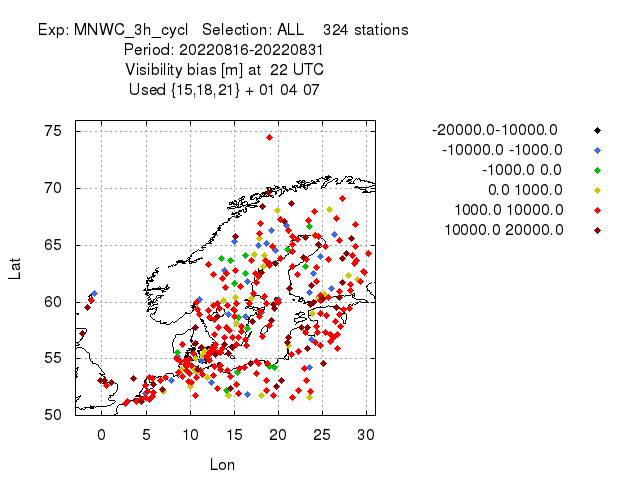 Exp: MNWC_3h_cycl Selection: ALL 324 stations
Period: 20220816-20220831
Visibility bias [m] at 22 UTC
Used {15,18,21} + 01 04 07
-20000.0-10000.0
-10000.0 -1000.0
-1000.0 0.0
0.0 1000.0
1000.0 10000.0
10000.0 20000.0
75
70
65
60
55
50
Lat
0 5 10 15 20 25 30
Lon